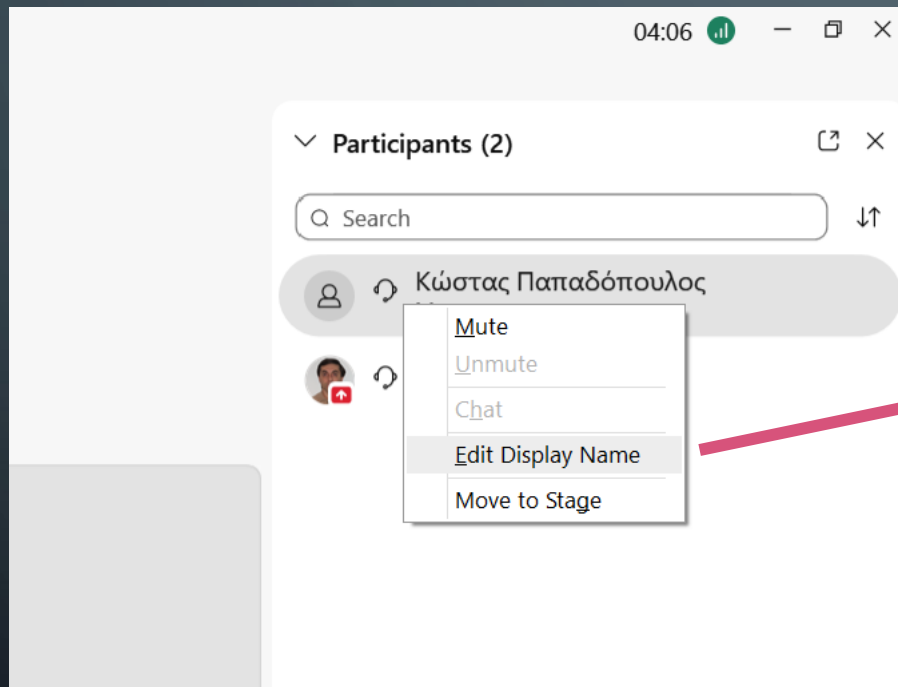 04:06
Participants (2)
Search
Κώστας Παπαδόπουλος
Mute
Unmute
Chat
Edit Display Name
Move to Stage